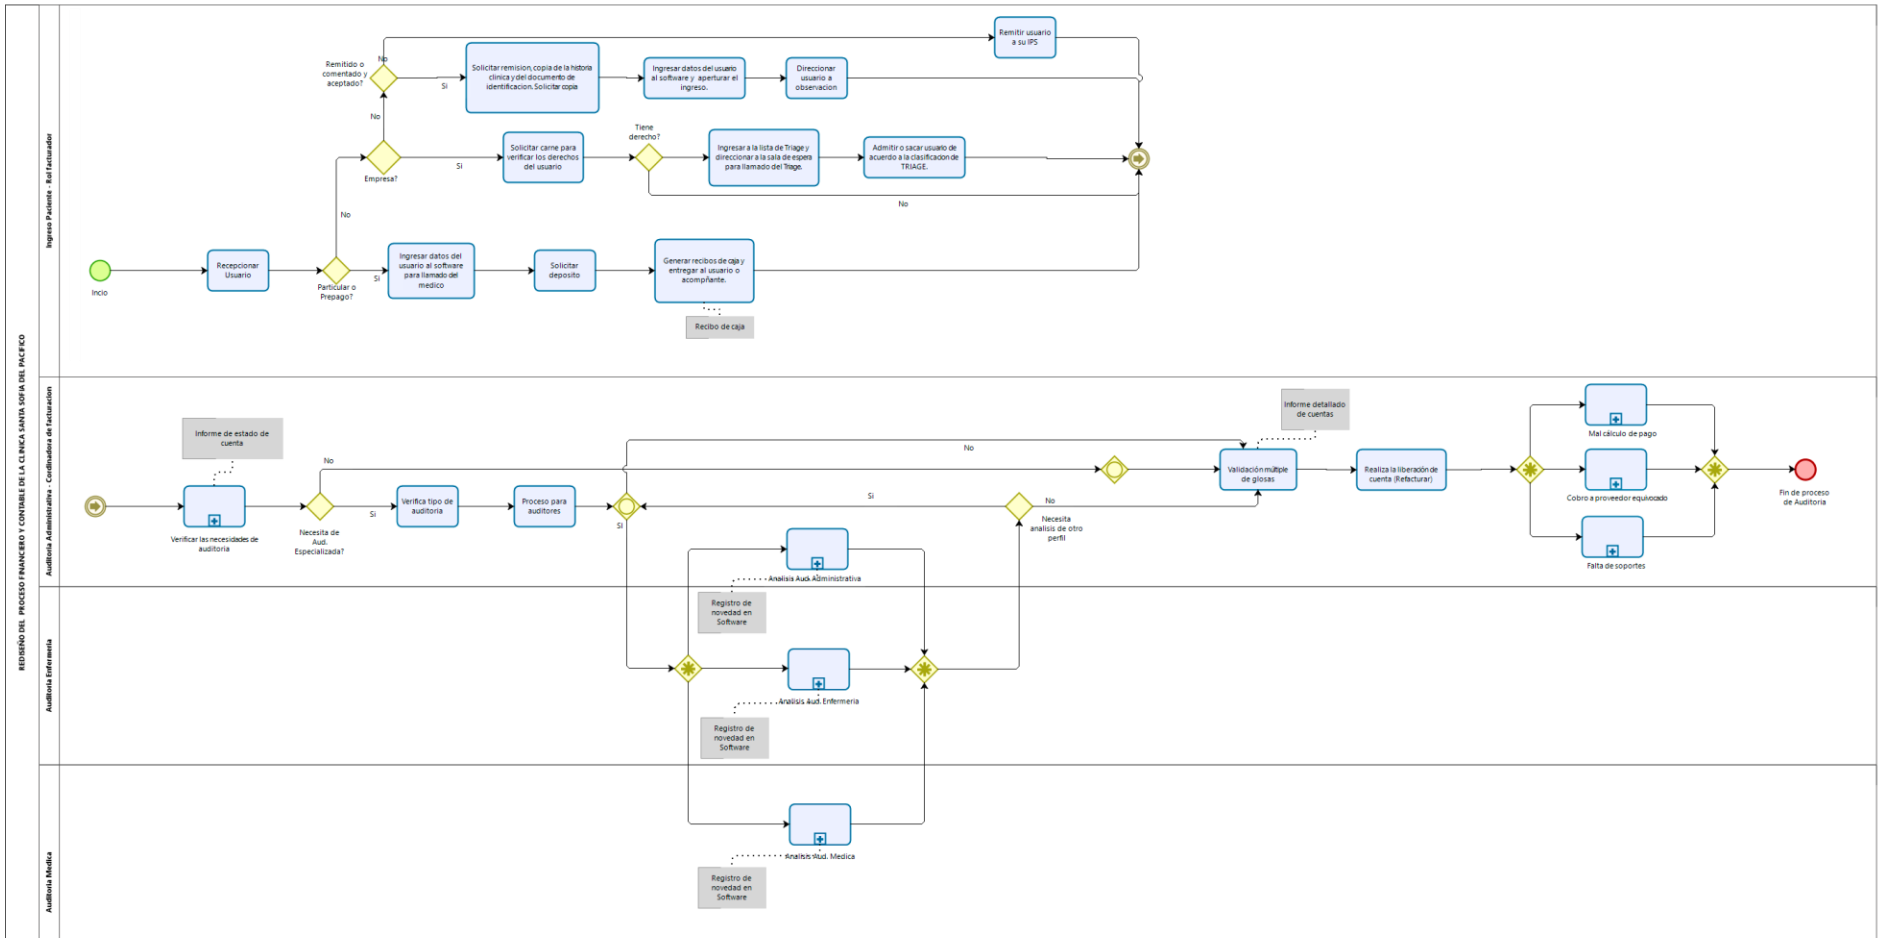 REDISEÑO DEL PROCESO FINANCIERO Y CONTABLE DE LA CLINICA SANTA SOFIA DEL PACIFICO
Ingreso Paciente - Rol facturador
Remitir usuario
a su IPS
No
Remitido o
comentado y
aceptado?
Si
Solicitar remision, copia de la historia
clinica y del documento de
identificacion. Solicitar copia
Ingresar datos del usuario
al software y aperturar el
ingreso.
Direccionar
usuario a
observacion
No
Empresa?
Si
Solicitar carne para
verificar los derechos
del usuario
Tiene
derecho?
Ingresar a la lista de Triage y
direccionar a la sala de espera
para llamado del Triage.
Admitir o sacar usuario de
acuerdo a la clasificacion de
TRIAGE.
No
No
Incio
Recepcionar
Usuario
Particular o
Prepago?
Si
Ingresar datos del
usuario al software
para llamado del
medico
Solicitar
deposito
Generar recibos de caja y
entregar al usuario o
acompñante.
Recibo de caja
Auditoria Administrativa - Cordinadora de facturacion
Informe de estado de
cuenta
Verificar las necesidades de
auditoria
No
Necesita de
Aud.
Especializada?
Si
Verifica tipo de
auditoria
Proceso para
auditores
SI
No
Si
No
Necesita
analisis de otro
perfil
Informe detallado
de cuentas
Validación múltiple
de glosas
Realiza la liberación de
cuenta (Refacturar)
Mal cálculo de pago
Cobro a proveedor equivocado
Falta de soportes
Fin de proceso
de Auditoria
Analisis Aud. Administrativa
Registro de
novedad en
Software
Auditoria Enfermeria
Analisis Aud. Enfermeria
Registro de
novedad en
Software
Auditoria Medica
Analisis Aud. Medica
Registro de
novedad en
Software